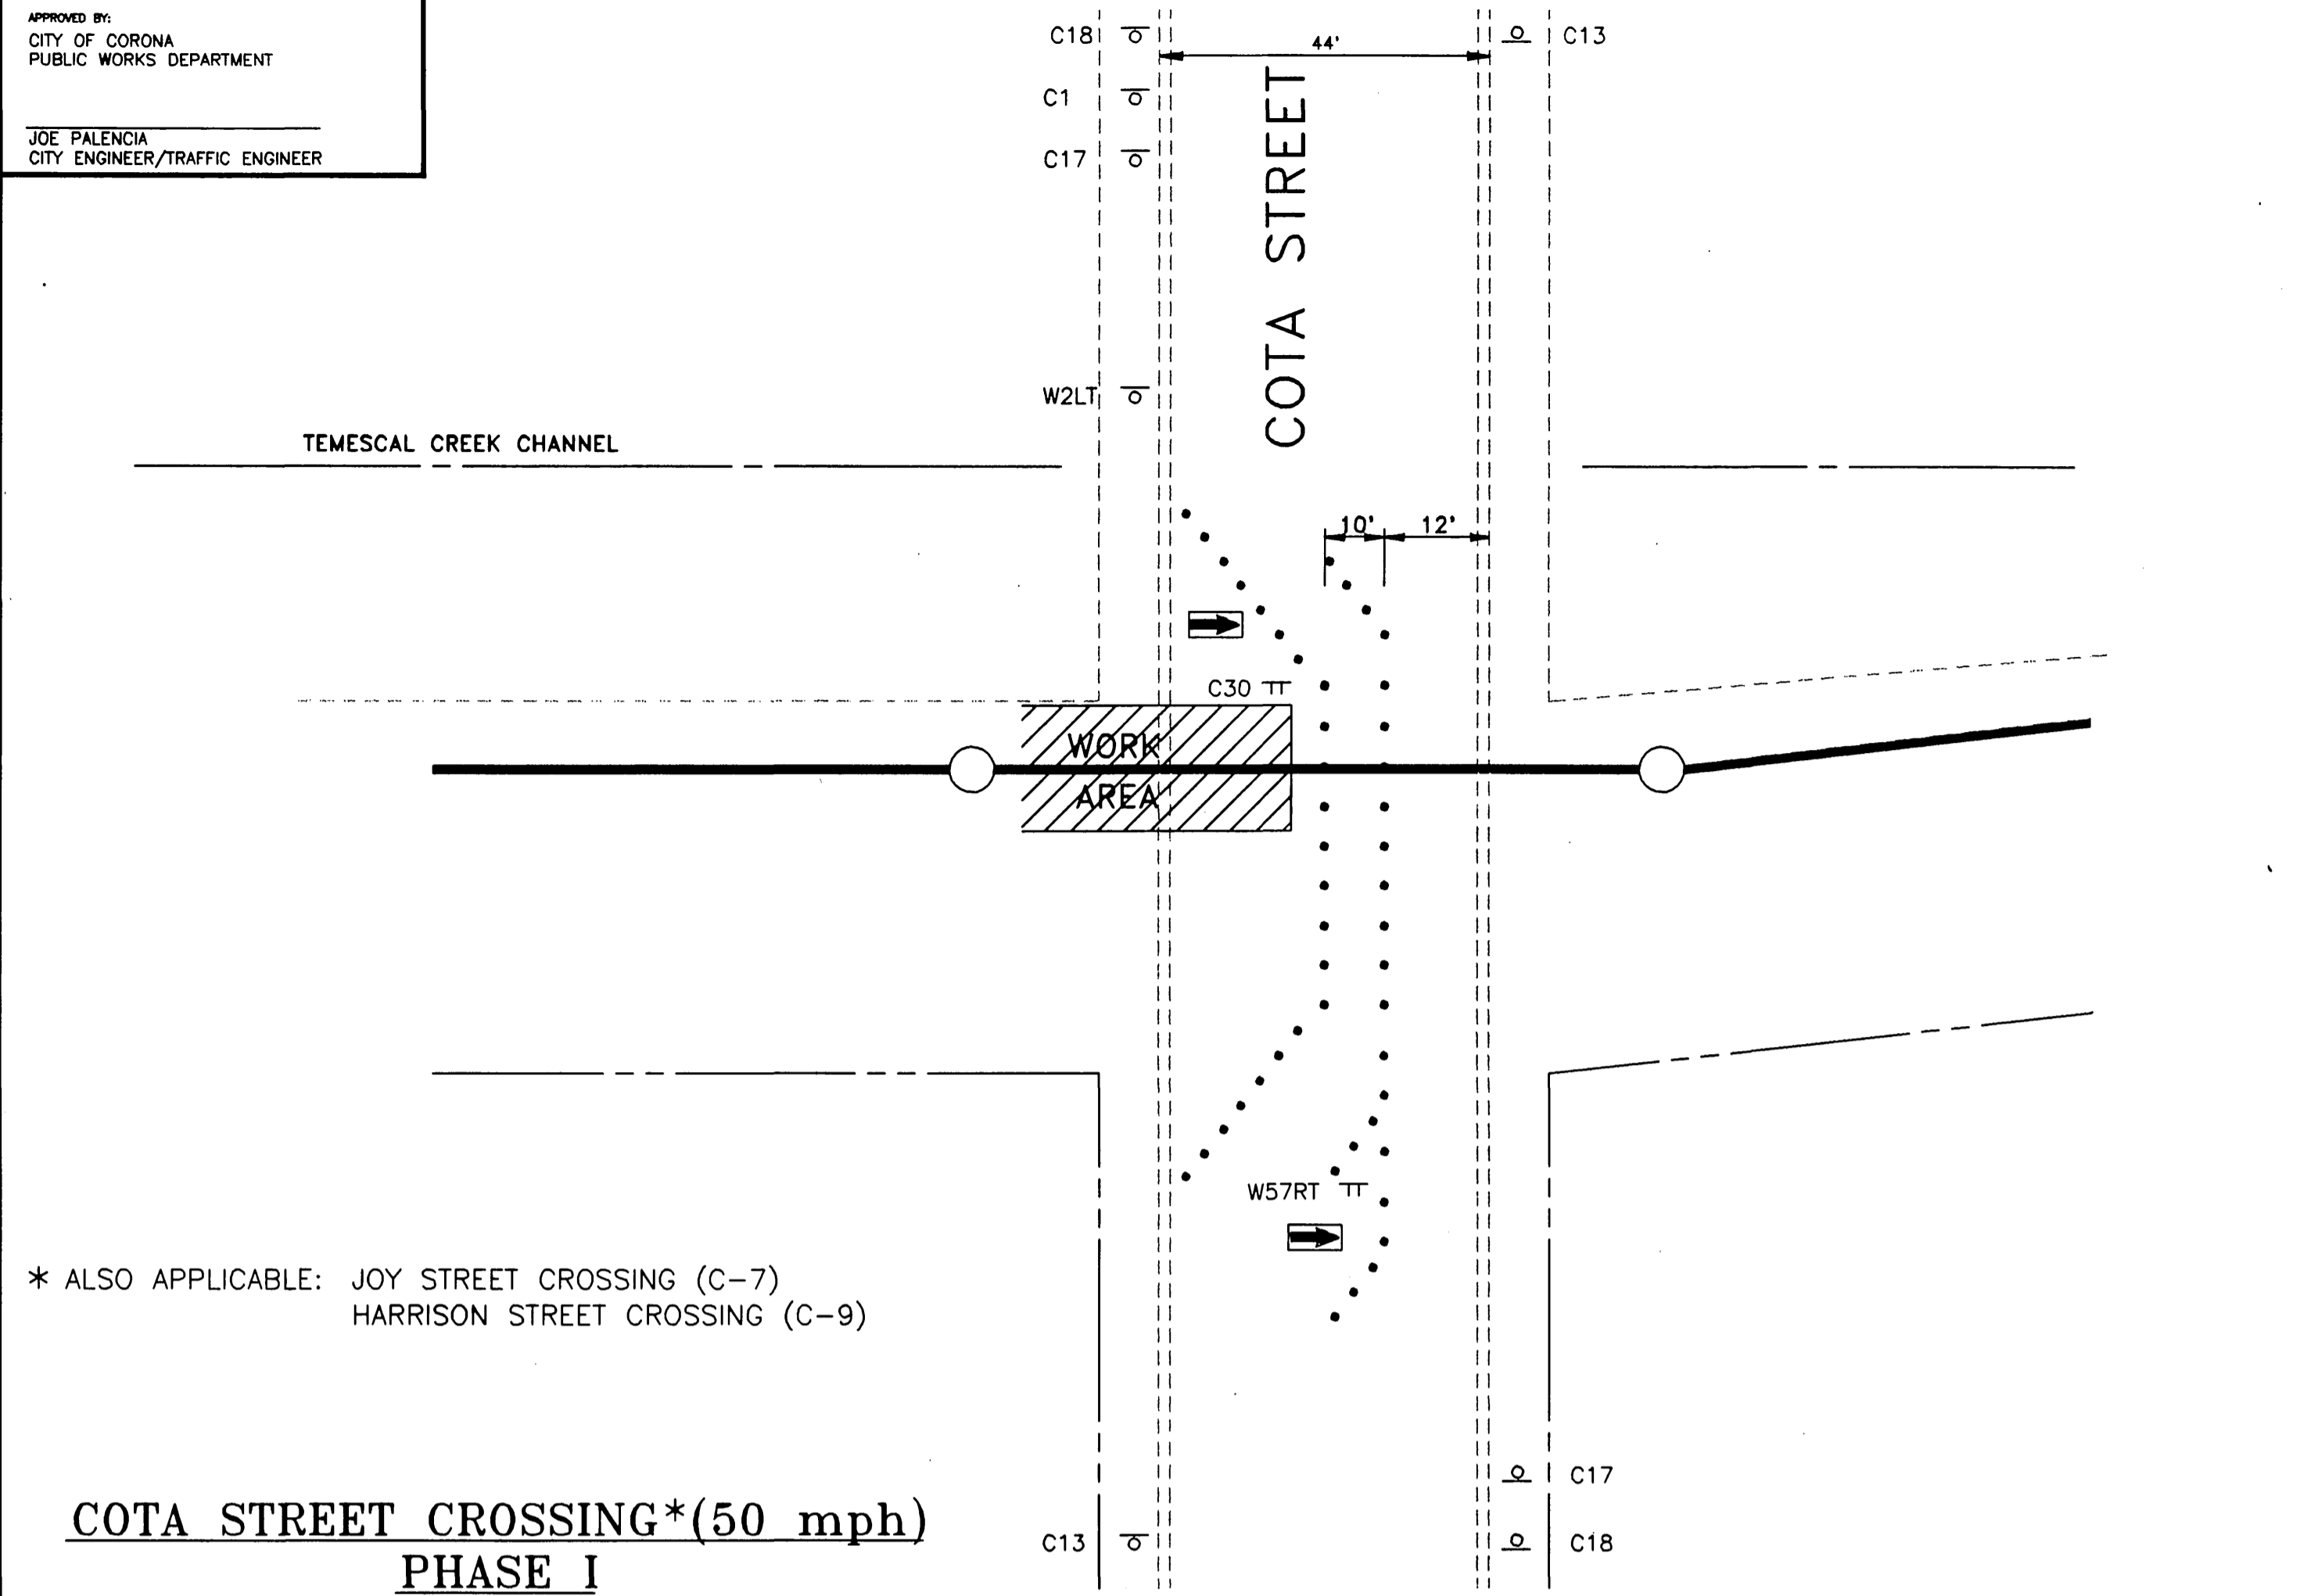 APPROVED BY:
CITY OF CORONA
PUBLIC WORKS DEPARTMENT
JOE PALENCIA
CITY ENGINEER/TRAFFIC ENGINEER
C18
44'
C13
C1
C17
COTA STREET
W2LT
TEMESCAL CREEK CHANNEL
10'
12'
C30
WORK
AREA
W57RT
* ALSO APPLICABLE: JOY STREET CROSSING (C-7)
HARRISON STREET CROSSING (C-9)
C17
COTA STREET CROSSING*(50 mph)
PHASE I
C13
C18